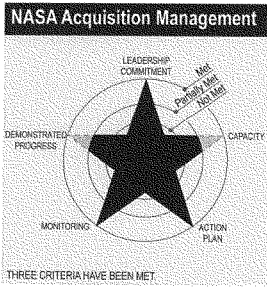 NASA Acquisition Management
LEADERSHIP
COMMITMENT
Met
Partially Met
Not Met
DEMONSTRATED
PROGRESS
CAPACITY
MONITORING
ACTION
PLAN
THREE CRITERIA HAVE BEEN MET